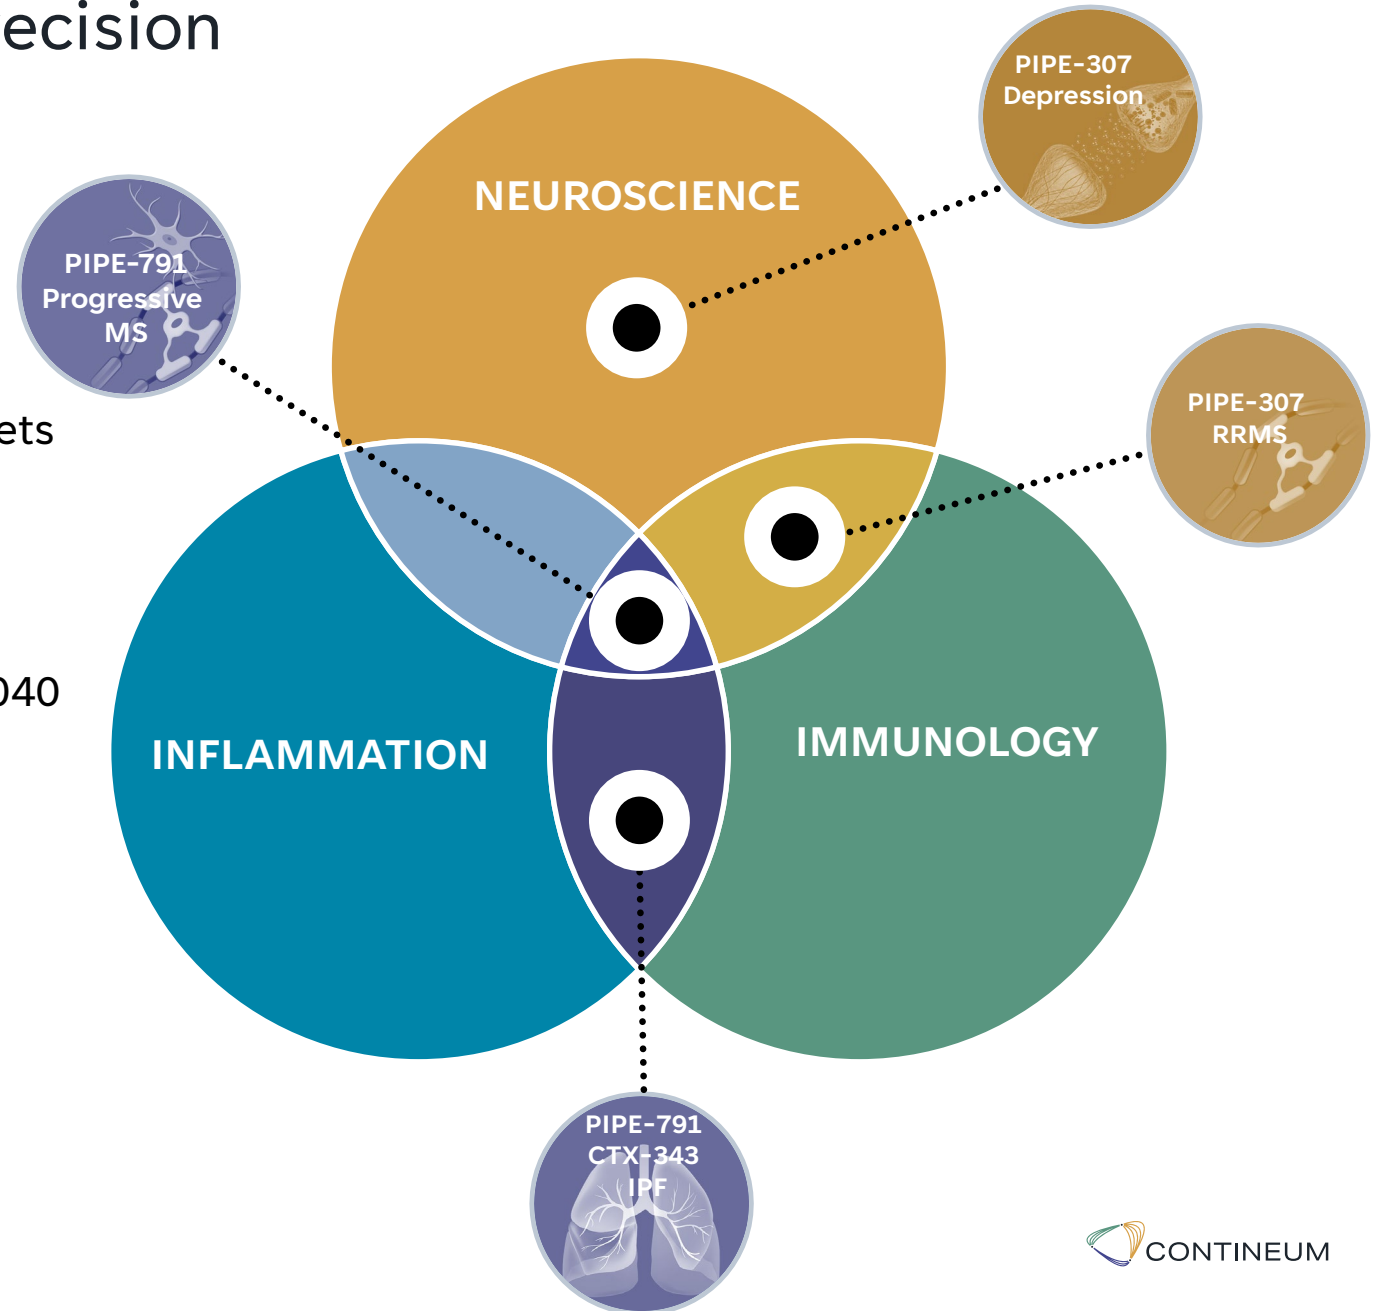 ecision
PIPE-307
Depression
NEUROSCIENCE
PIPE-791
Progressive
MS
PIPE-307
RRMS
ets
040
INFLAMMATION
IMMUNOLOGY
PIPE-791
CTX-343
IPF
CONTINEUM